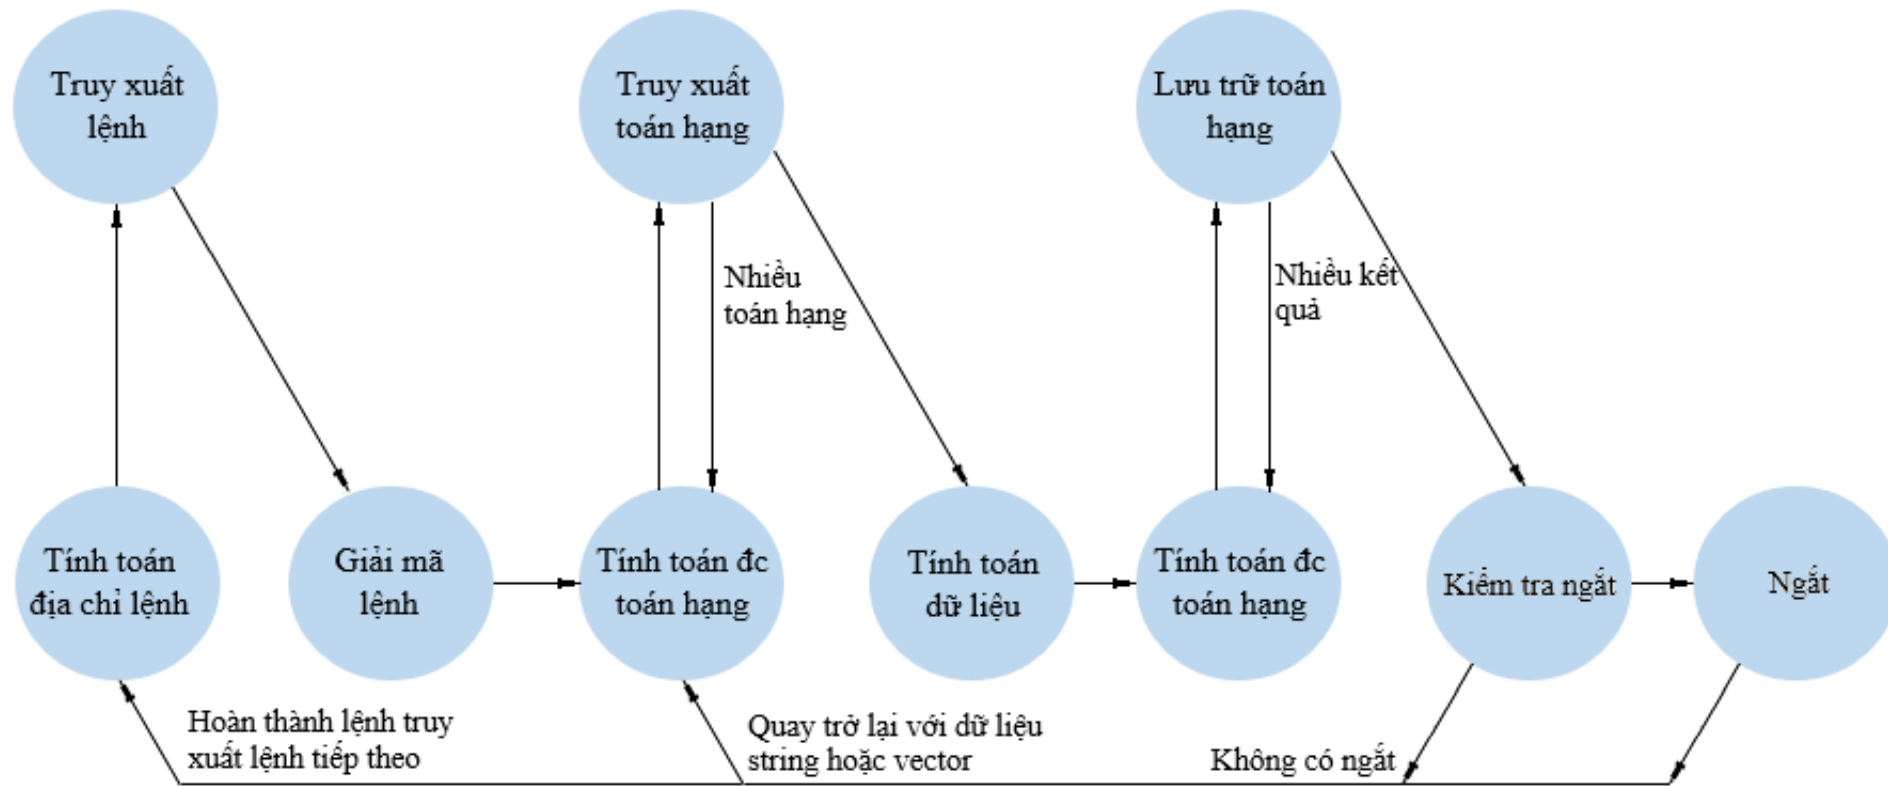 Truy xuất
lệnh
Truy xuất
toán hạng
Lưu trữ toán
hạng
Nhiều
toán hạng
Nhiều kết
quả
Tính toán
địa chỉ lệnh
Giải mã
lệnh
Tính toán đc
toán hạng
Tính toán
dữ liệu
Tính toán đc
toán hạng
Kiểm tra ngắt
Ngắt
Hoàn thành lệnh truy
xuất lệnh tiếp theo
Quay trở lại với dữ liệu
string hoặc vector
Không có ngắt